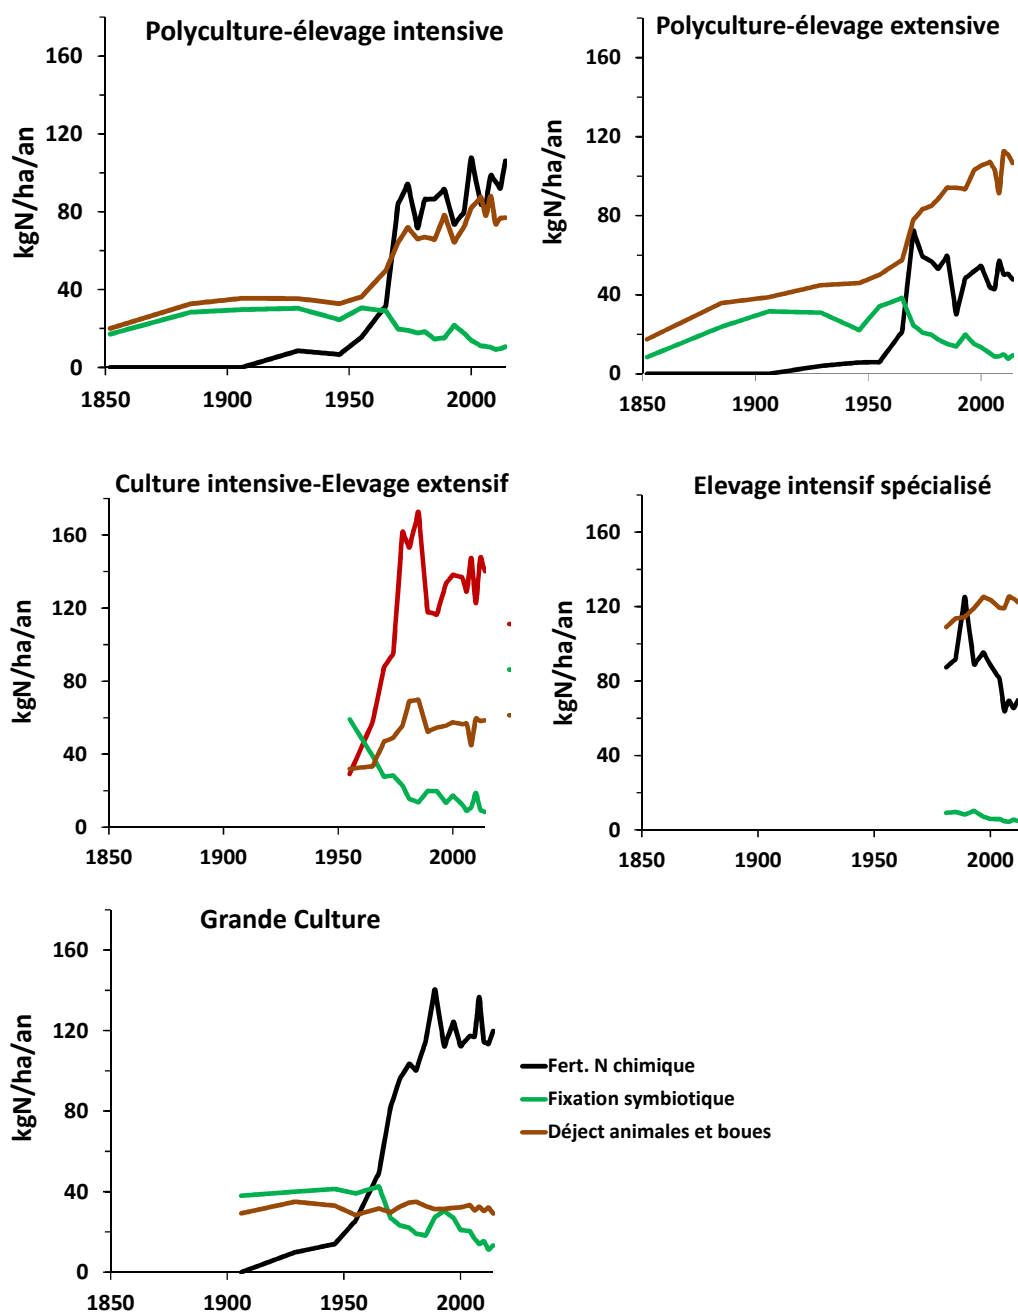 Polyculture-élevage intensive
kgN/ha/an
160
120
80
40
0
1850 1900 1950 2000
Polyculture-élevage extensive
kgN/ha/an
160
120
80
40
0
1850 1900 1950 2000
Culture intensive-Elevage extensif
kgN/ha/an
160
120
80
40
0
1850 1900 1950 2000
Elevage intensif spécialisé
kgN/ha/an
160
120
80
40
0
1850 1900 1950 2000
Grande Culture
kgN/ha/an
160
120
80
40
0
1850 1900 1950 2000
Fert. N chimique
Fixation symbiotique
Déject animales et boues